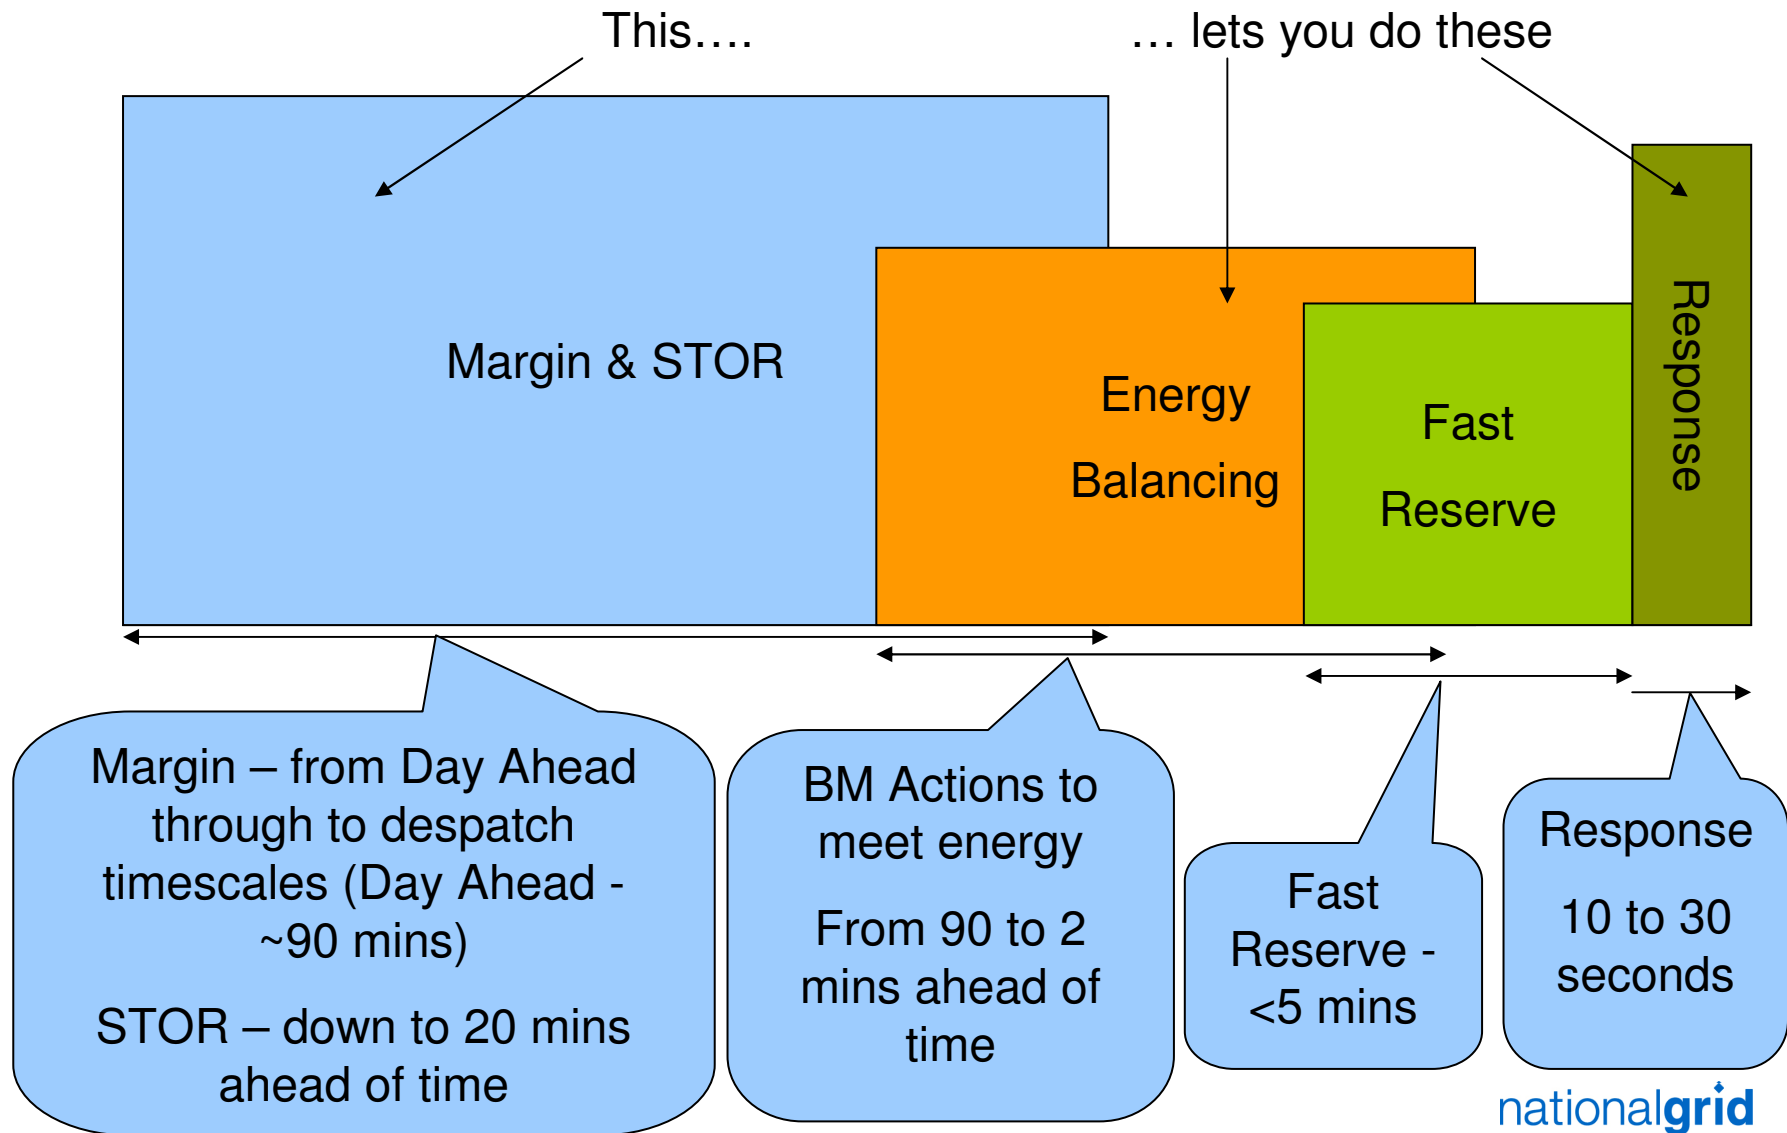 This....
... lets you do these
Margin & STOR
Energy
Balancing
Fast
Reserve
Response
Margin – from Day Ahead
through to despatch
timescales (Day Ahead -
~90 mins)
STOR – down to 20 mins
ahead of time
BM Actions to
meet energy
From 90 to 2
mins ahead of
time
Fast
Reserve -
<5 mins
Response
10 to 30
seconds
nationalgrid